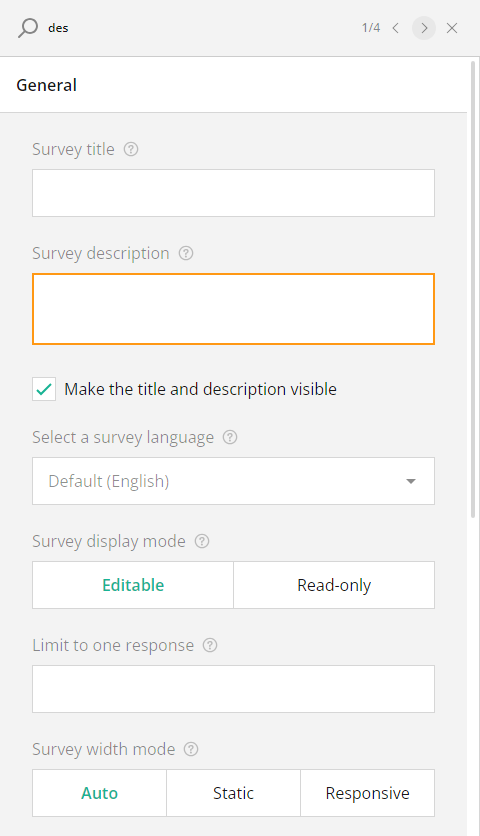 des 1/4
General
Survey title
Survey description
Make the title and description visible
Select a survey language
Default (English)
Survey display mode
Editable Read-only
Limit to one response
Survey width mode
Auto Static Responsive